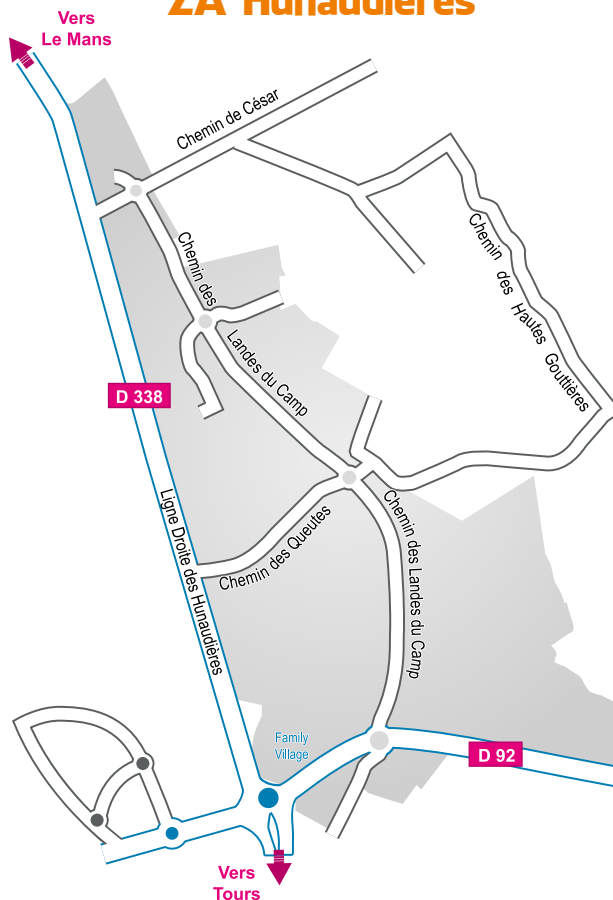 ZA Hunaudières
Vers
Le Mans
Chemin de César
Chemin des
Landes du Camp
Chemin des Hautes Gouttières
D 338
Ligne Droite des Hunaudières
Chemin des Queutes
Chemin des Landes du Camp
Family
Village
D 92
Vers
Tours